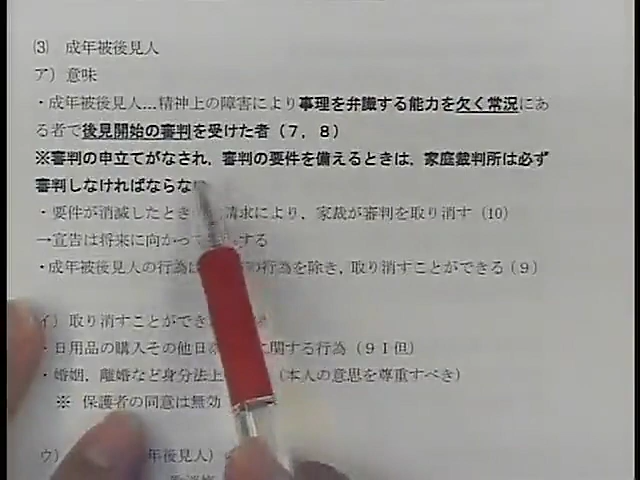 ⑶ 成年被後見人
ア）意味
・成年被後見人…精神上の障害により事理を弁識する能力を欠く常況にあ
る者で後見開始の審判を受けた者（７，８）
※審判の申立てがなされ，審判の要件を備えるときは，家庭裁判所は必ず
審判しなければならな
・要件が消滅したとき 請求により，家裁が審判を取り消す（10）
→宣告は将来に向かって する
・成年被後見人の行為は の行為を除き，取り消すことができる（９）
イ）取り消すことができ
・日用品の購入その他日 に関する行為（９Ⅰ但）
・婚姻，離婚など身分法上 （本人の意思を尊重すべき）
※ 保護者の同意は無効
ウ） 年被後見人）